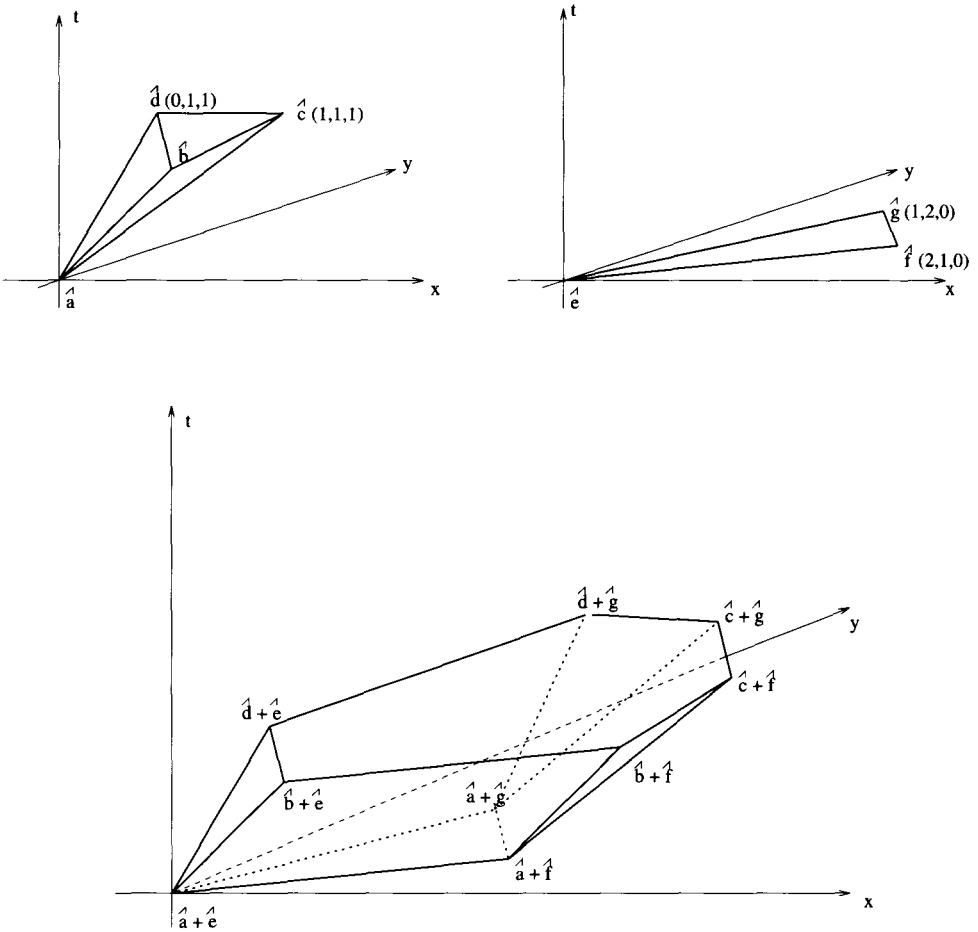 t
d̂ (0,1,1)
ĉ (1,1,1)
b̂
y
x
â
t
y
ĝ (1,2,0)
f̂ (2,1,0)
x
ê
t
d̂ + ĝ
ĉ + ĝ
y
ĉ + f̂
d̂ + ê
b̂ + f̂
b̂ + ê
â + ĝ
â + f̂
x
â + ê